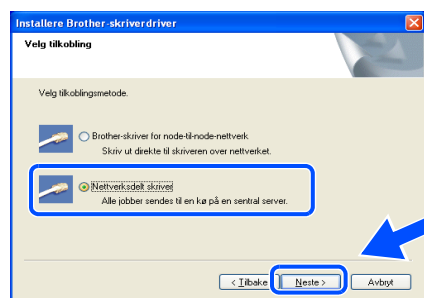 Installere Brother-skriverdriver
Velg tilkobling
Velg tilkoblingsmetode.
Brother-skriver for node-til-node-nettverk
Skriv ut direkte til skriveren over nettverket.
Nettverksdelt skriver
Alle jobber sendes til en kø på en sentral server.
< Tilbake Neste > Avbryt